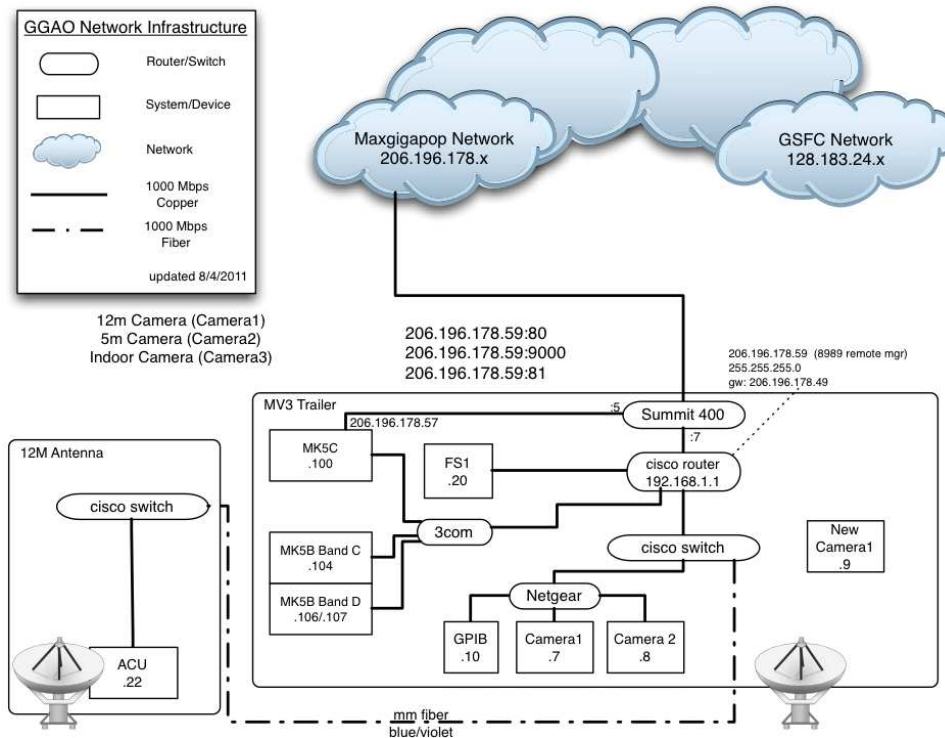 GGAO Network Infrastructure
Router/Switch
System/Device
Network
1000 Mbps
Copper
1000 Mbps
Fiber
updated 8/4/2011
Maxgigapop Network
206.196.178.x
GSFC Network
128.183.24.x
12m Camera (Camera1)
5m Camera (Camera2)
Indoor Camera (Camera3)
206.196.178.59:80
206.196.178.59:9000
206.196.178.59:81
206.196.178.59 (8989 remote mgr)
255.255.255.0
gw: 206.196.178.49
MV3 Trailer
:5
Summit 400
206.196.178.57
:7
MK5C
.100
FS1
.20
cisco router
192.168.1.1
12M Antenna
cisco switch
3com
cisco switch
New
Camera1
.9
MK5B Band C
.104
MK5B Band D
.106/.107
Netgear
GPIB
.10
Camera1
.7
Camera 2
.8
ACU
.22
mm fiber
blue/violet